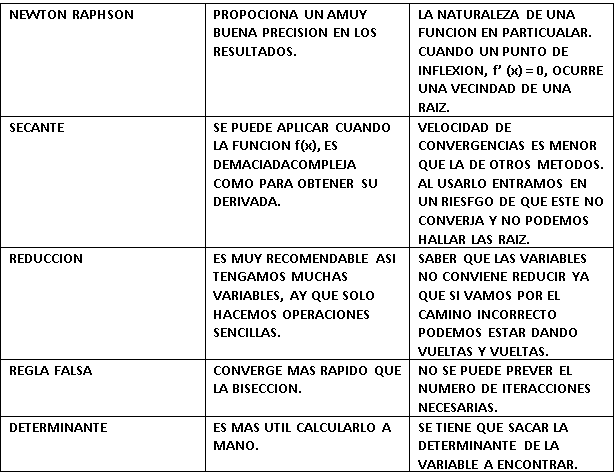 NEWTON RAPHSON
PROPOCIONA UN AMUY
BUENA PRECISION EN LOS
RESULTADOS.
LA NATURALEZA DE UNA
FUNCION EN PARTICUALAR.
CUANDO UN PUNTO DE
INFLEXION, f' (x) = 0, OCURRE
UNA VECINDAD DE UNA
RAIZ.
SECANTE
SE PUEDE APLICAR CUANDO
LA FUNCION f(x), ES
DEMACIADACOMPLEJA
COMO PARA OBTENER SU
DERIVADA.
VELOCIDAD DE
CONVERGENCIAS ES MENOR
QUE LA DE OTROS METODOS.
AL USARLO ENTRAMOS EN
UN RIESFGO DE QUE ESTE NO
CONVERJA Y NO PODEMOS
HALLAR LAS RAIZ.
REDUCCION
ES MUY RECOMENDABLE ASI
TENGAMOS MUCHAS
VARIABLES, AY QUE SOLO
HACEMOS OPERACIONES
SENCILLAS.
SABER QUE LAS VARIABLES
NO CONVIENE REDUCIR YA
QUE SI VAMOS POR EL
CAMINO INCORRECTO
PODEMOS ESTAR DANDO
VUELTAS Y VUELTAS.
REGLA FALSA
CONVERGE MAS RAPIDO QUE
LA BISECCION.
NO SE PUEDE PREVER EL
NUMERO DE ITERACCIONES
NECESARIAS.
DETERMINANTE
ES MAS UTIL CALCULARLO A
MANO.
SE TIENE QUE SACAR LA
DETERMINANTE DE LA
VARIABLE A ENCONTRAR.